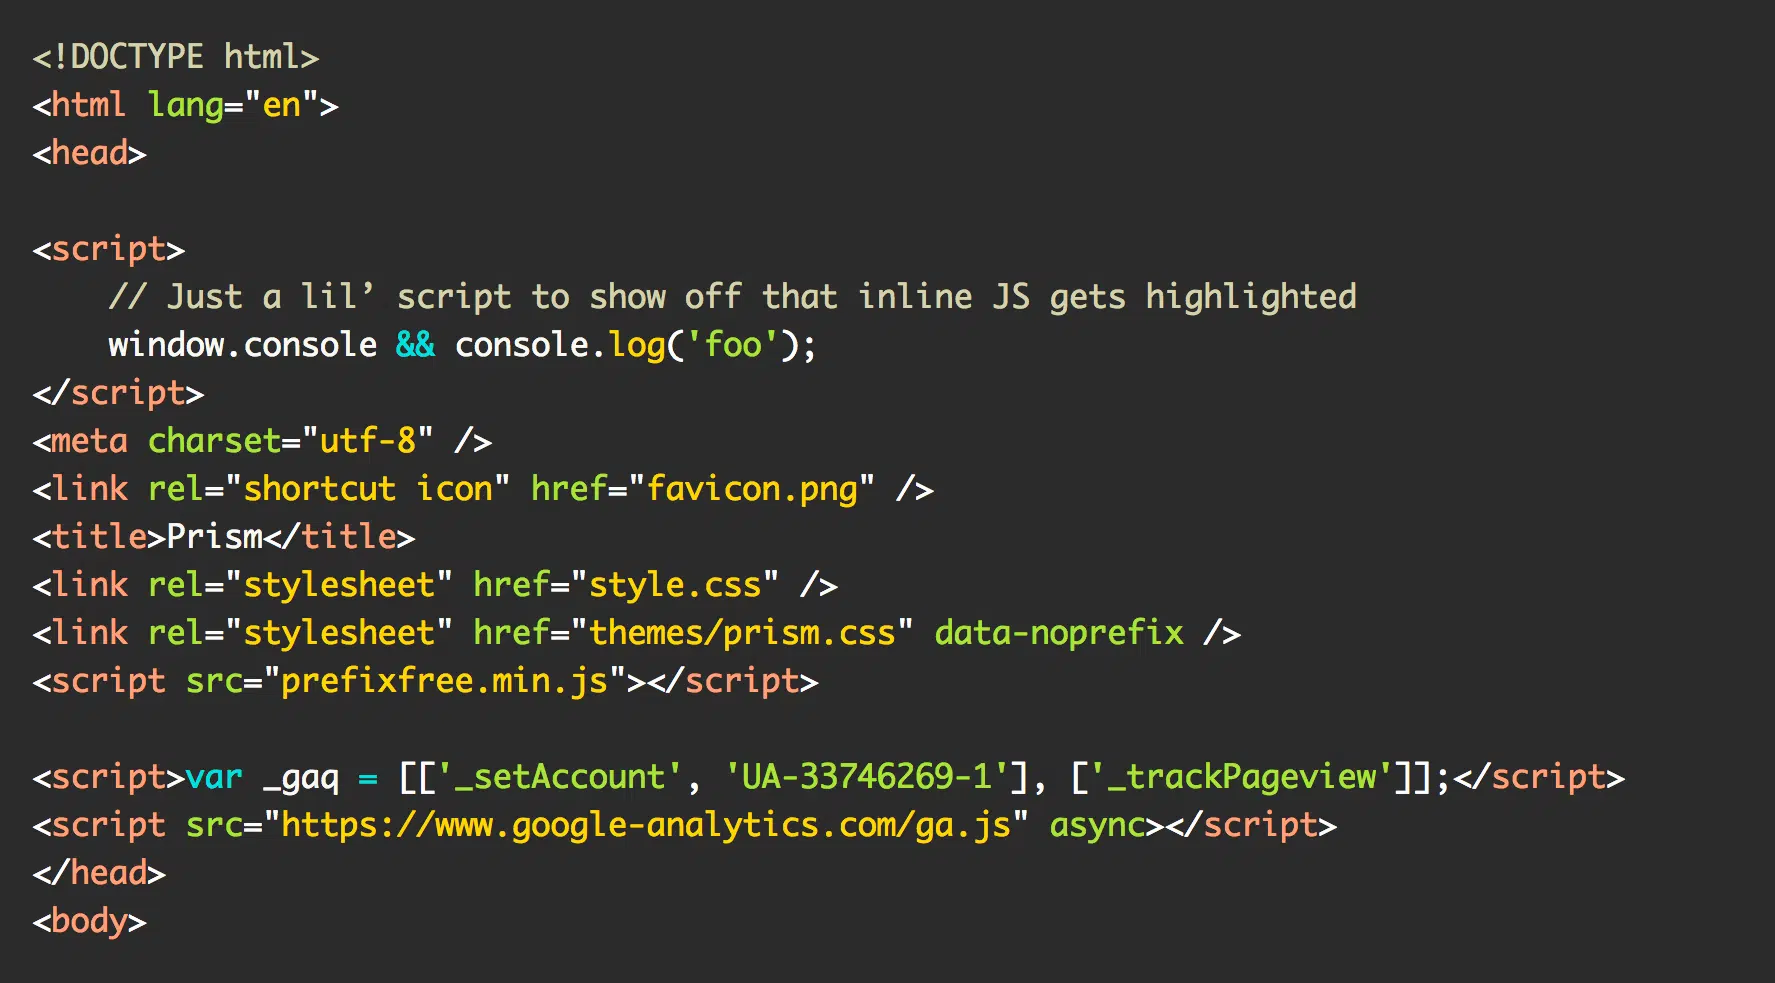 <!DOCTYPE html>
<html lang="en">
<head>

<script>
    // Just a lil’ script to show off that inline JS gets highlighted
    window.console && console.log('foo');
</script>
<meta charset="utf-8" />
<link rel="shortcut icon" href="favicon.png" />
<title>Prism</title>
<link rel="stylesheet" href="style.css" />
<link rel="stylesheet" href="themes/prism.css" data-noprefix />
<script src="prefixfree.min.js"></script>

<script>var _gaq = [['_setAccount', 'UA-33746269-1'], ['_trackPageview']];</script>
<script src="https://www.google-analytics.com/ga.js" async></script>
</head>
<body>